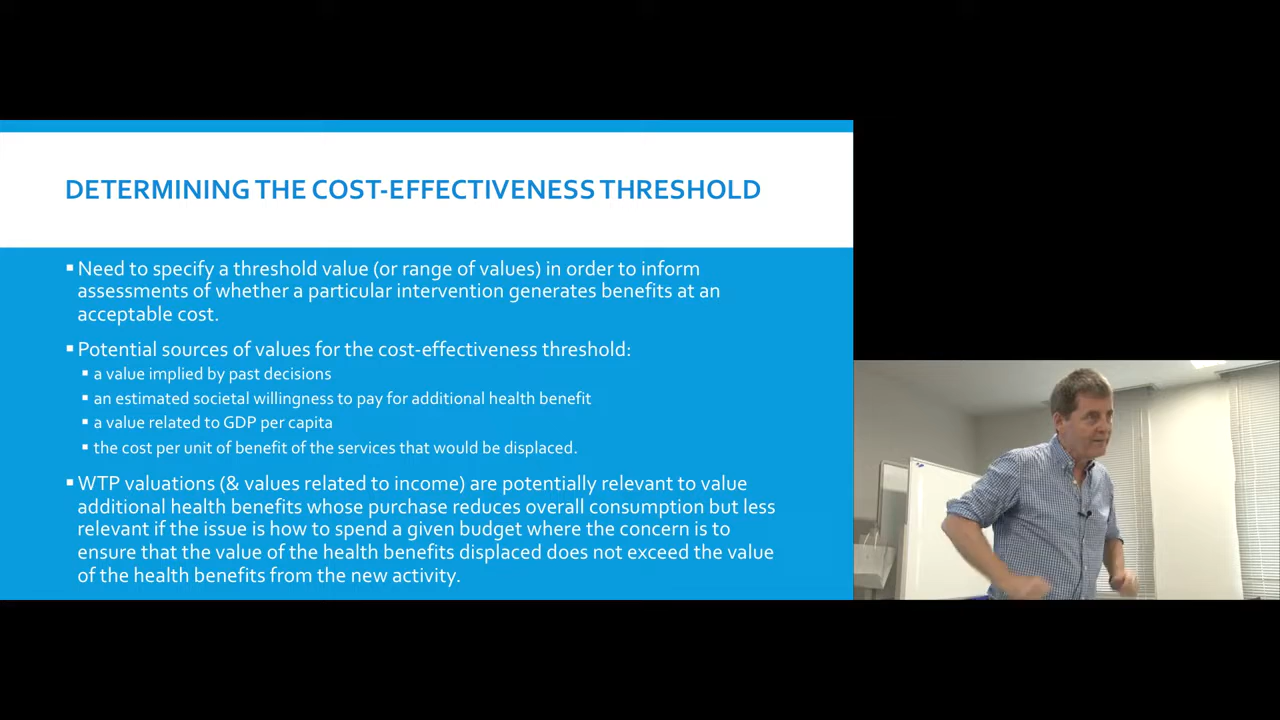 DETERMINING THE COST-EFFECTIVENESS THRESHOLD
▪ Need to specify a threshold value (or range of values) in order to inform
assessments of whether a particular intervention generates benefits at an
acceptable cost.
▪ Potential sources of values for the cost-effectiveness threshold:
▪ a value implied by past decisions
▪ an estimated societal willingness to pay for additional health benefit
▪ a value related to GDP per capita
▪ the cost per unit of benefit of the services that would be displaced.
▪ WTP valuations (& values related to income) are potentially relevant to value
additional health benefits whose purchase reduces overall consumption but less
relevant if the issue is how to spend a given budget where the concern is to
ensure that the value of the health benefits displaced does not exceed the value
of the health benefits from the new activity.